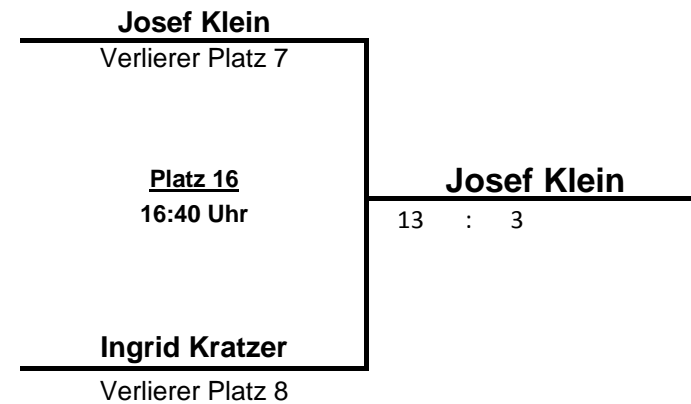 Josef Klein
Verlierer Platz 7
Platz 16
16:40 Uhr
Josef Klein
13 : 3
Ingrid Kratzer
Verlierer Platz 8